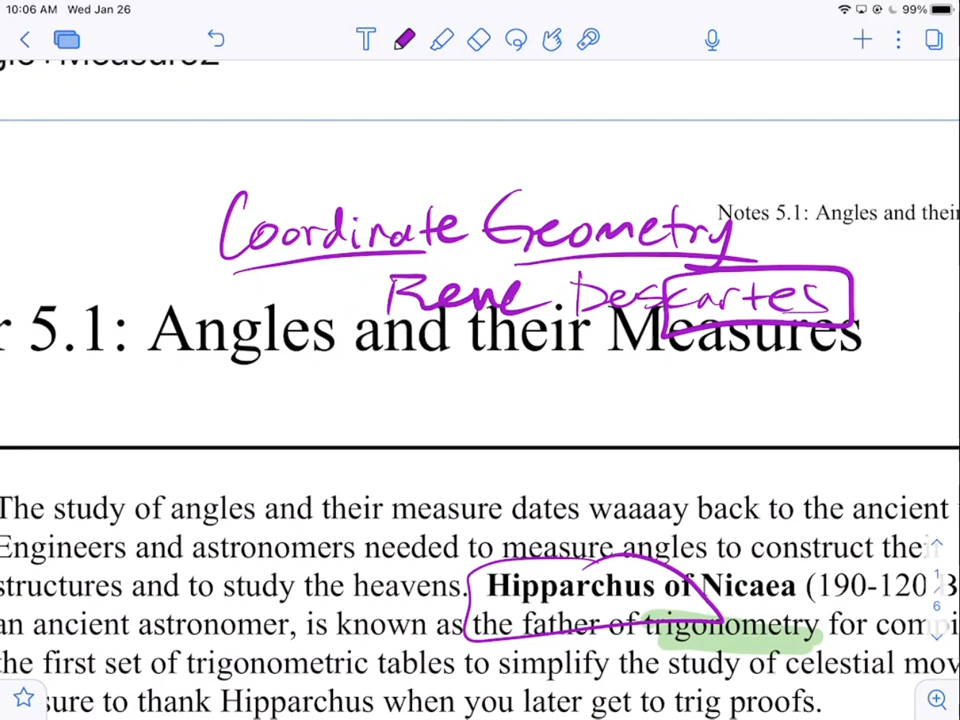 10:06 AM Wed Jan 26 99%
Coordinate Geometry
Notes 5.1: Angles and their
Rene Descartes
5.1: Angles and their Measures
The study of angles and their measure dates waaaay back to the ancient
Engineers and astronomers needed to measure angles to construct
structures and to study the heavens. Hipparchus of Nicaea (190-120
an ancient astronomer, is known as the father of trigonometry for
the first set of trigonometric tables to simplify the study of celestial
sure to thank Hipparchus when you later get to trig proofs.
1
6